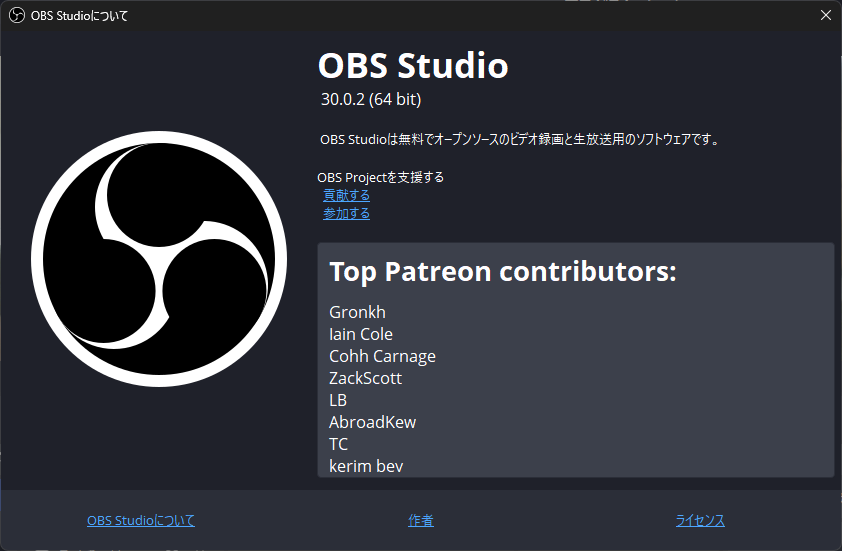 OBS Studioについて
OBS Studio
30.0.2 (64 bit)
OBS Studioは無料でオープンソースのビデオ録画と生放送用のソフトウェアです。
OBS Projectを支援する
貢献する
参加する
Top Patreon contributors:
Gronkh
Iain Cole
Cohh Carnage
ZackScott
LB
AbroadKew
TC
kerim bey
OBS Studioについて
作者
ライセンス